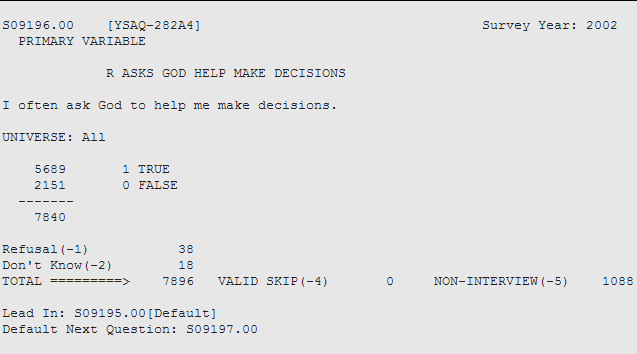 S09196.00 [YSAQ-282A4] Survey Year: 2002
PRIMARY VARIABLE
R ASKS GOD HELP MAKE DECISIONS
I often ask God to help me make decisions.
UNIVERSE: All
5689 1 TRUE
2151 0 FALSE
-------
7840
Refusal(-1) 38
Don't Know(-2) 18
TOTAL =========> 7896 VALID SKIP(-4) 0 NON-INTERVIEW(-5) 1088
Lead In: S09195.00[Default]
Default Next Question: S09197.00